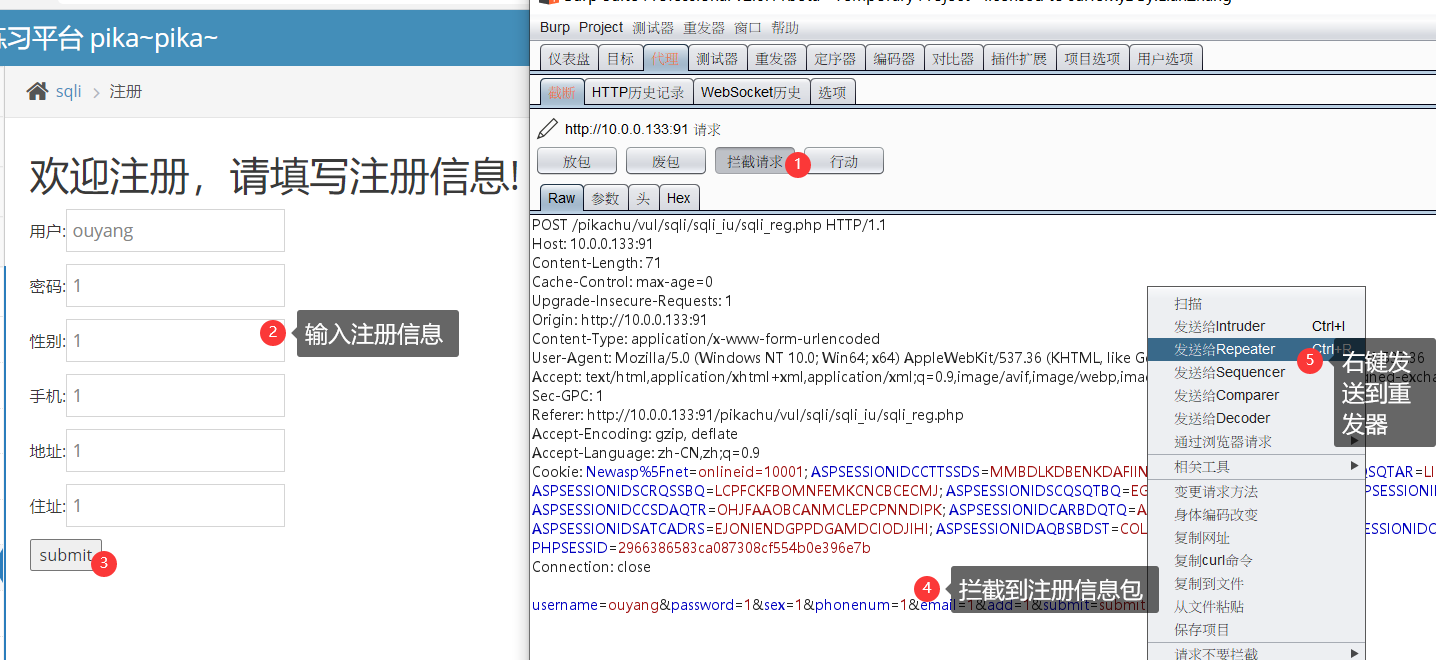 练习平台 pika~pika~
sqli > 注册
欢迎注册，请填写注册信息!
用户: ouyang
密码: 1
性别: 1
2 输入注册信息
手机: 1
地址: 1
住址: 1
submit 3
Burp Project 测试器 重发器 窗口 帮助
仪表盘 目标 代理 测试器 重发器 定序器 编码器 对比器 插件扩展 项目选项 用户选项
截断 HTTP历史记录 WebSocket历史 选项
http://10.0.0.133:91 请求
放包 废包 拦截请求 1 行动
Raw 参数 头 Hex
POST /pikachu/vul/sqli/sqli_iu/sqli_reg.php HTTP/1.1
Host: 10.0.0.133:91
Content-Length: 71
Cache-Control: max-age=0
Upgrade-Insecure-Requests: 1
Origin: http://10.0.0.133:91
Content-Type: application/x-www-form-urlencoded
User-Agent: Mozilla/5.0 (Windows NT 10.0; Win64; x64) AppleWebKit/537.36 (KHTML, like G
Accept: text/html,application/xhtml+xml,application/xml;q=0.9,image/avif,image/webp,ima
Sec-GPC: 1
Referer: http://10.0.0.133:91/pikachu/vul/sqli/sqli_iu/sqli_reg.php
Accept-Encoding: gzip, deflate
Accept-Language: zh-CN,zh;q=0.9
Cookie: Newasp%5Fnet=onlineid=10001; ASPSESSIONIDCCTTSSDS=MMBDLKDBENKDAFIIN QSQTAR=LI
ASPSESSIONIDSCRQSSBQ=LCPFCKFBOMNFEMKCNCBCECMJ; ASPSESSIONIDSCQSQTBQ=EG PSESSIONI
ASPSESSIONIDCCSDAQTR=OHJFAAOBCANMCLEPCPNNDIPK; ASPSESSIONIDCARBDQTQ=A
ASPSESSIONIDSATCADRS=EJONIENDGPPDGAMDCIODJIHI; ASPSESSIONIDAQBSBDST=COL ESSIONIDC
PHPSESSID=2966386583ca087308cf554b0e396e7b
Connection: close
4 拦截到注册信息包
username=ouyang&password=1&sex=1&phonenum=1&email=1&add=1&submit=submit
扫描
发送给Intruder Ctrl+I
发送给Repeater Ctrl+R
发送给Sequencer
发送给Comparer
发送给Decoder
通过浏览器请求
相关工具
变更请求方法
身体编码改变
复制网址
复制curl命令
复制到文件
从文件粘贴
保存项目
请求不要拦截
5 右键发
送到重
发器